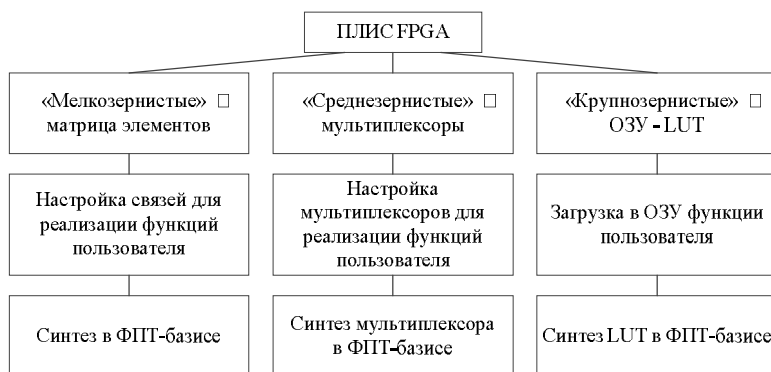 ПЛИС FPGA
«Мелкозернистые» □
матрица элементов
«Среднезернистые» □
мультиплексоры
«Крупнозернистые» □
ОЗУ - LUT
Настройка связей для
реализации функций
пользователя
Настройка
мультиплексоров для
реализации функций
пользователя
Загрузка в ОЗУ функции
пользователя
Синтез в ФПТ-базисе
Синтез мультиплексора
в ФПТ-базисе
Синтез LUT в ФПТ-базисе